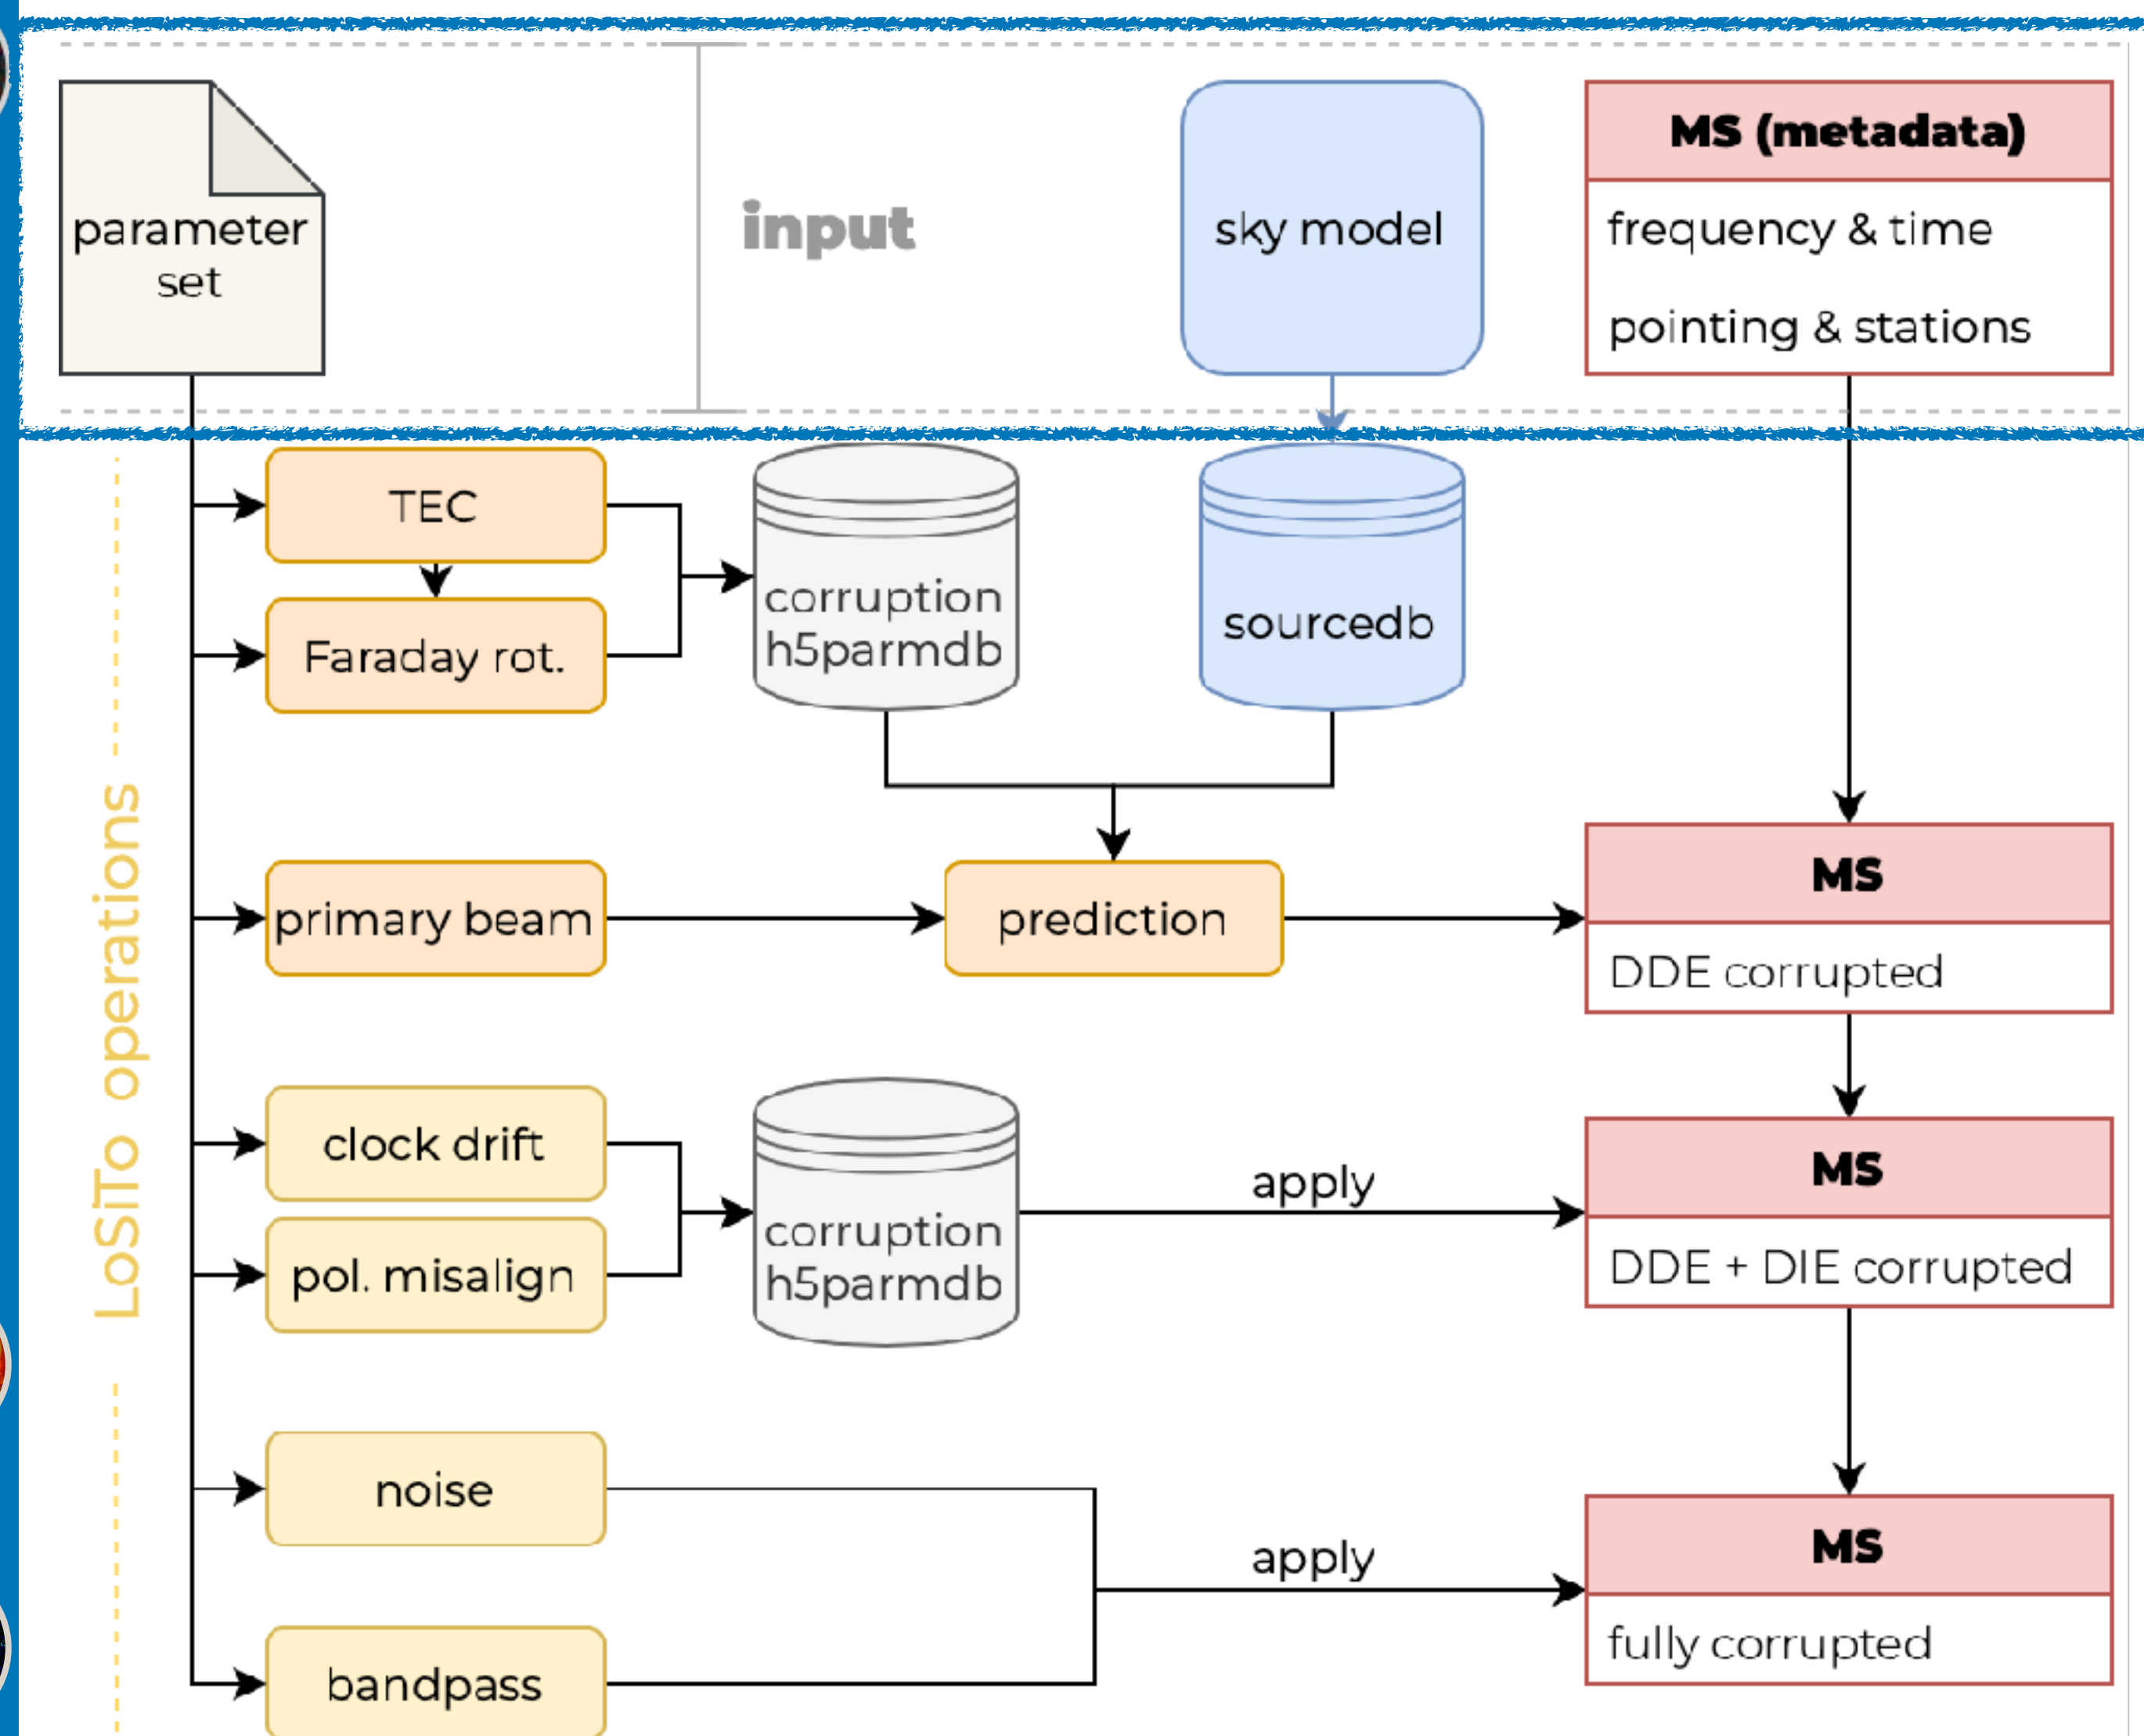 parameter
set
input
sky model
MS (metadata)
frequency & time
pointing & stations
LoSiTo operations
TEC
Faraday rot.
corruption
h5parmdb
sourcedb
primary beam
prediction
MS
DDE corrupted
clock drift
pol. misalign
corruption
h5parmdb
apply
MS
DDE + DIE corrupted
noise
bandpass
apply
MS
fully corrupted